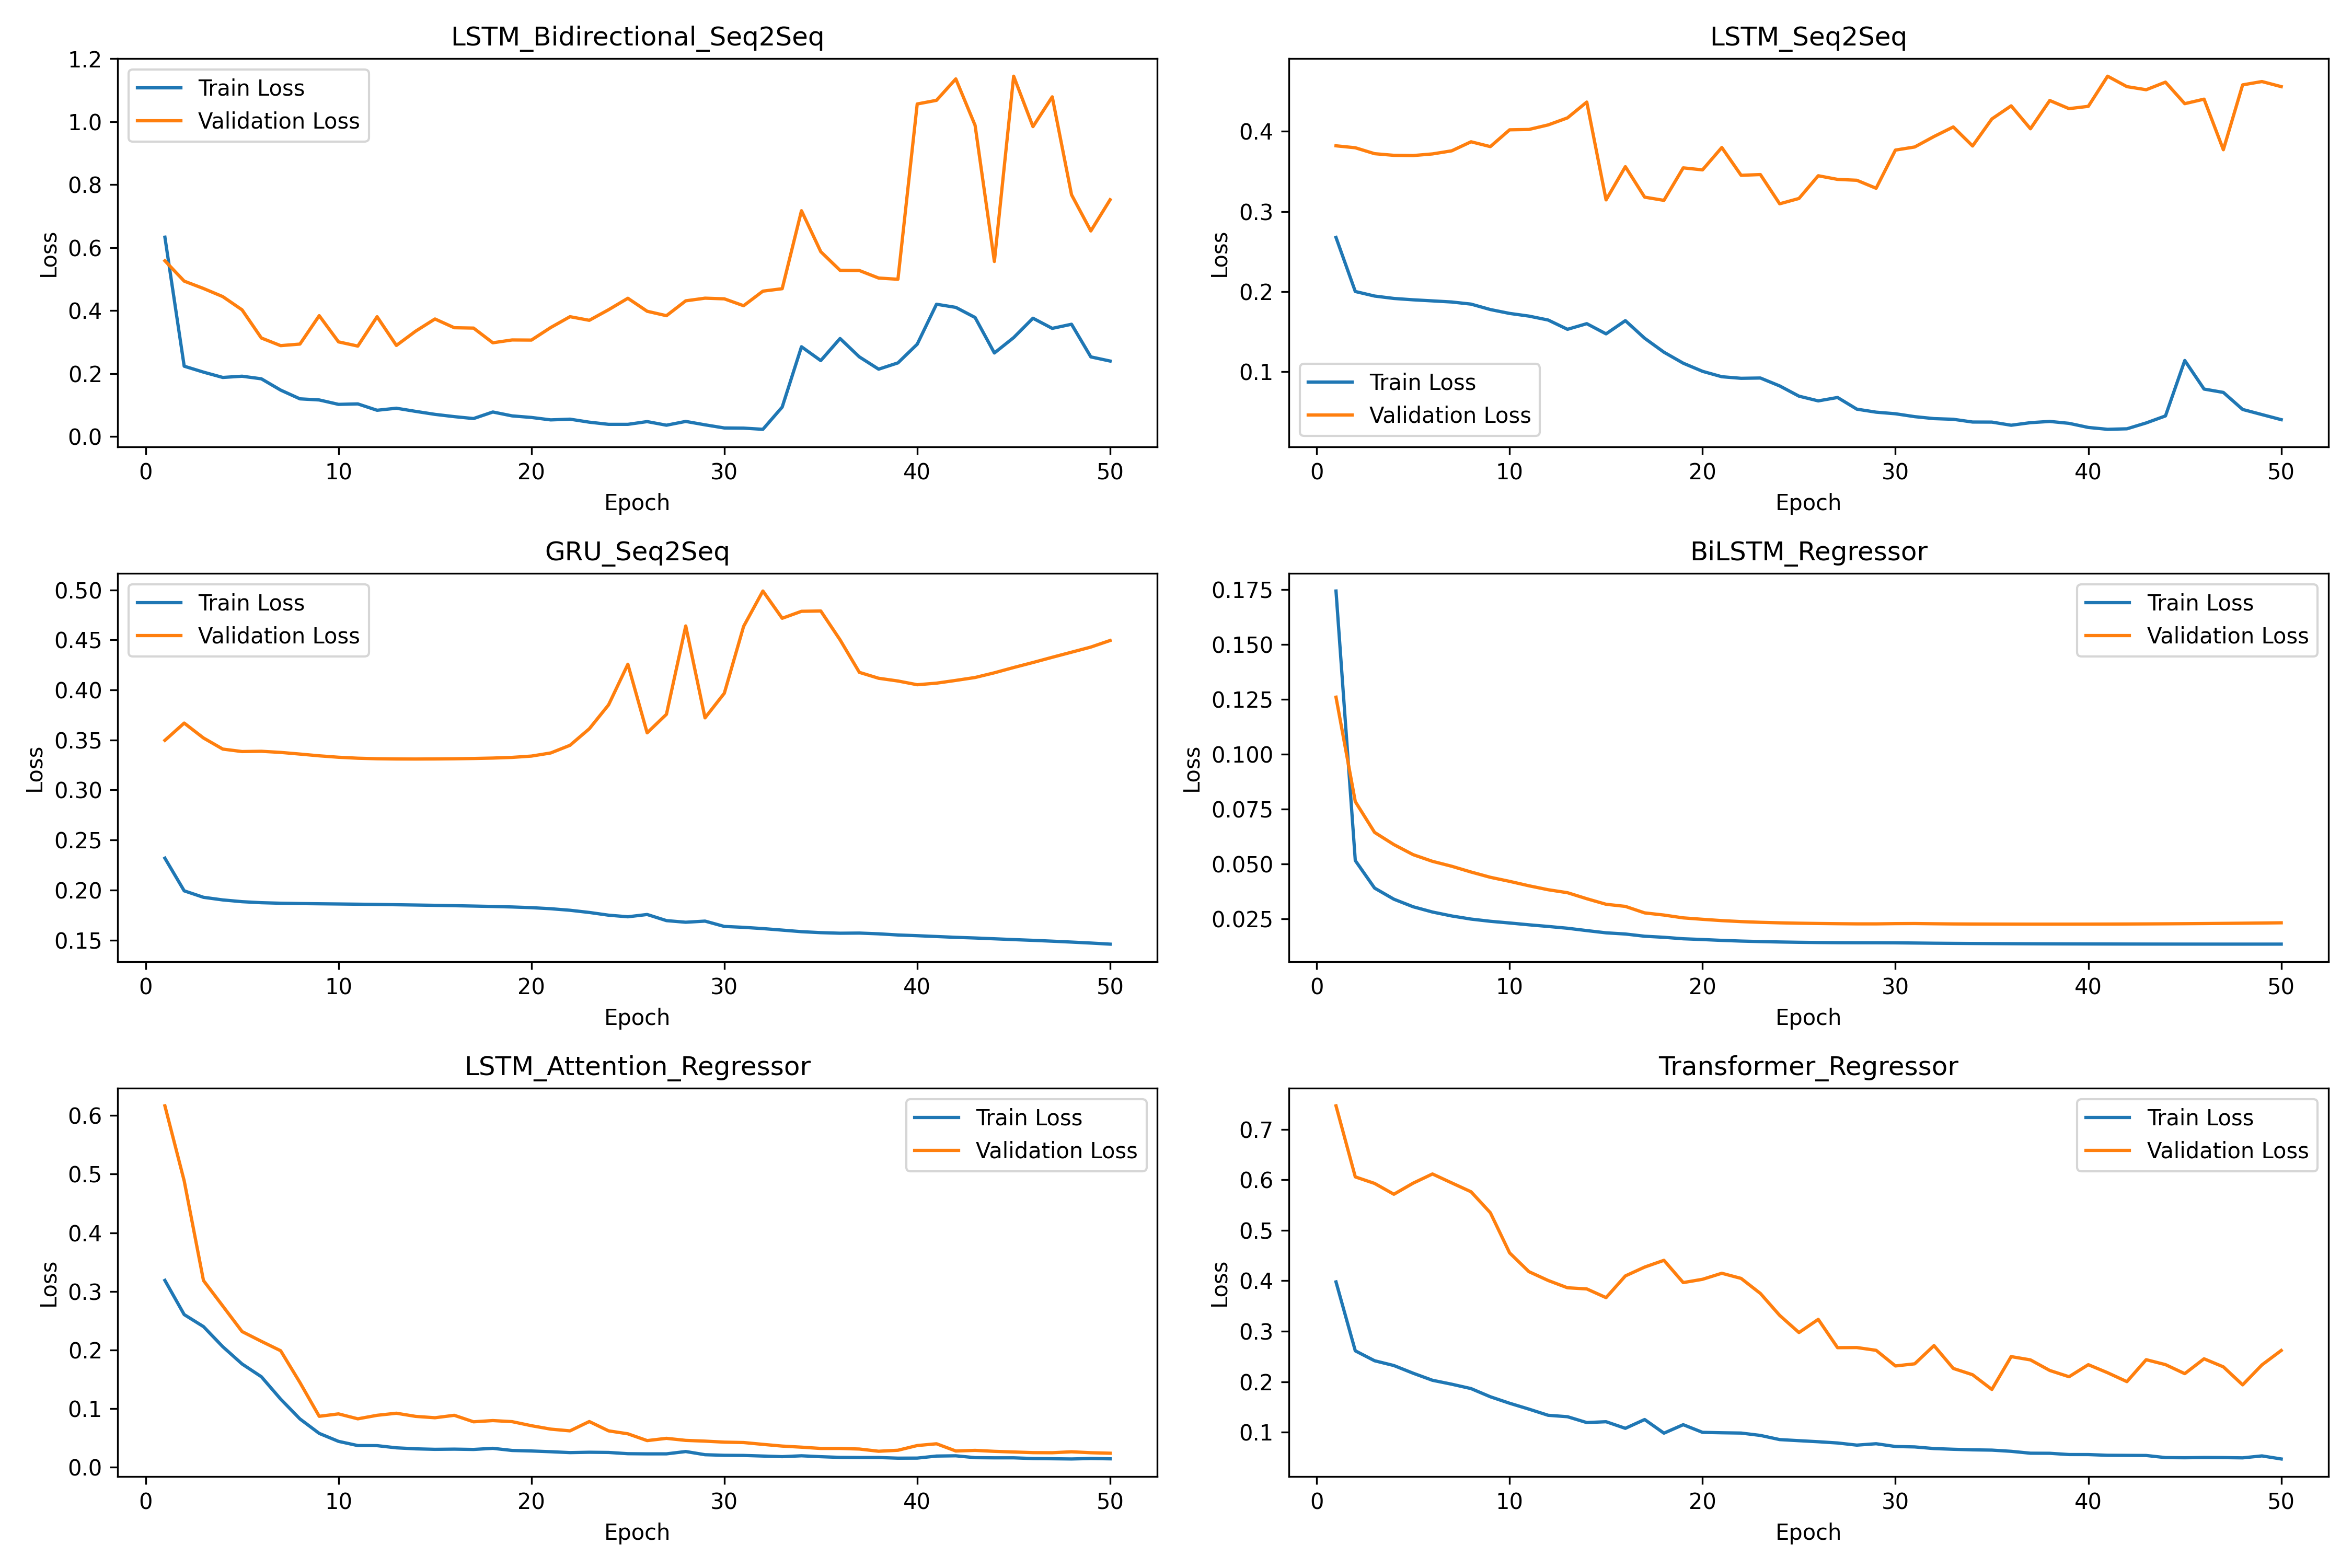 LSTM_Bidirectional_Seq2Seq
1.2
1.0
0.8
0.6
0.4
0.2
0.0
Loss
Train Loss
Validation Loss
0 10 20 30 40 50
Epoch
LSTM_Seq2Seq
0.4
0.3
0.2
0.1
Loss
Train Loss
Validation Loss
0 10 20 30 40 50
Epoch
GRU_Seq2Seq
0.50
0.45
0.40
0.35
0.30
0.25
0.20
0.15
Loss
Train Loss
Validation Loss
0 10 20 30 40 50
Epoch
BiLSTM_Regressor
0.175
0.150
0.125
0.100
0.075
0.050
0.025
Loss
Train Loss
Validation Loss
0 10 20 30 40 50
Epoch
LSTM_Attention_Regressor
0.6
0.5
0.4
0.3
0.2
0.1
0.0
Loss
Train Loss
Validation Loss
0 10 20 30 40 50
Epoch
Transformer_Regressor
0.7
0.6
0.5
0.4
0.3
0.2
0.1
Loss
Train Loss
Validation Loss
0 10 20 30 40 50
Epoch